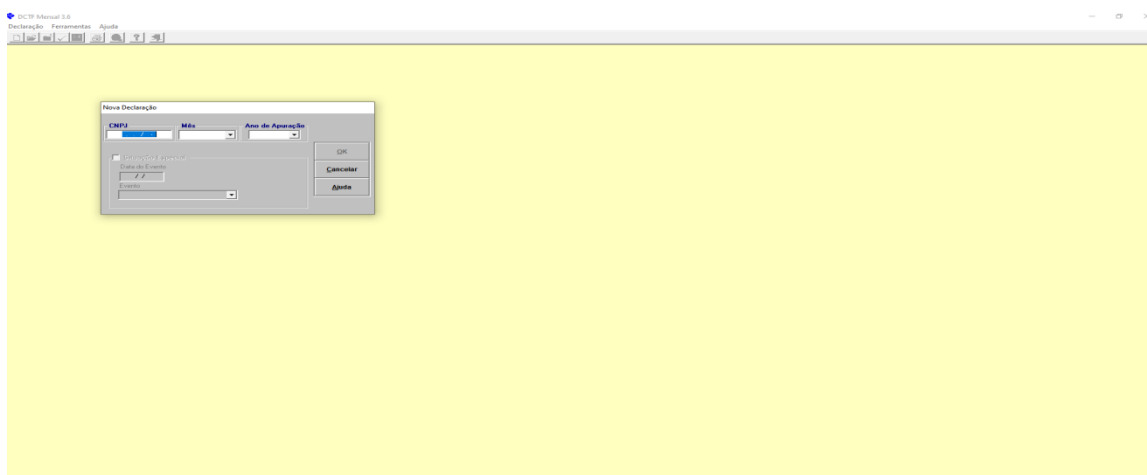 DCTF Mensal 3.6
Declaração Ferramentas Ajuda
Nova Declaração
CNPJ Mês Ano de Apuração
/ -
OK
Situação Especial
Data do Evento
Cancelar
/ /
Evento
Ajuda